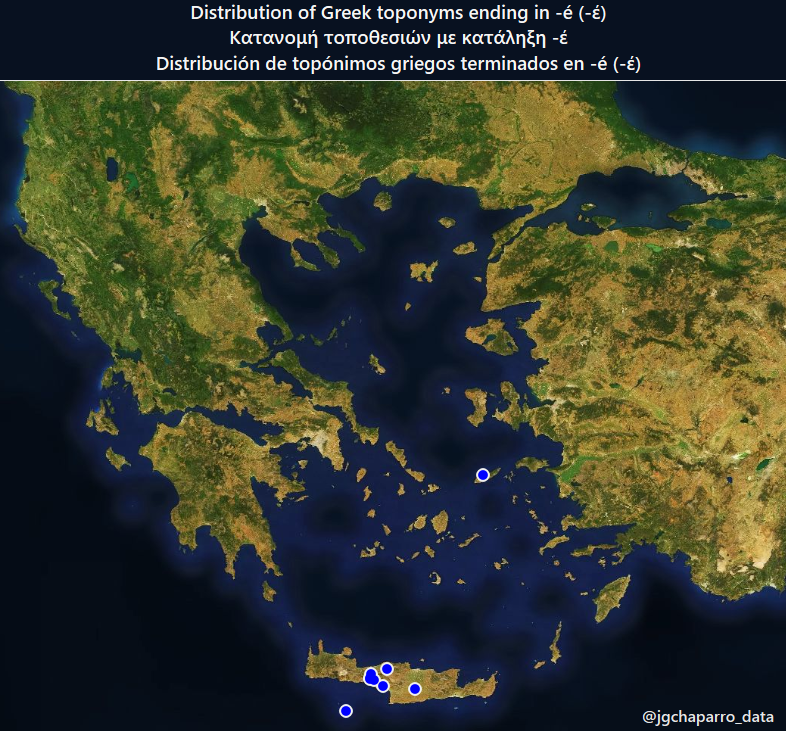 Distribution of Greek toponyms ending in -é (-έ)
Κατανομή τοποθεσιών με κατάληξη -έ
Distribución de topónimos griegos terminados en -é (-έ)
@jgchaparro_data